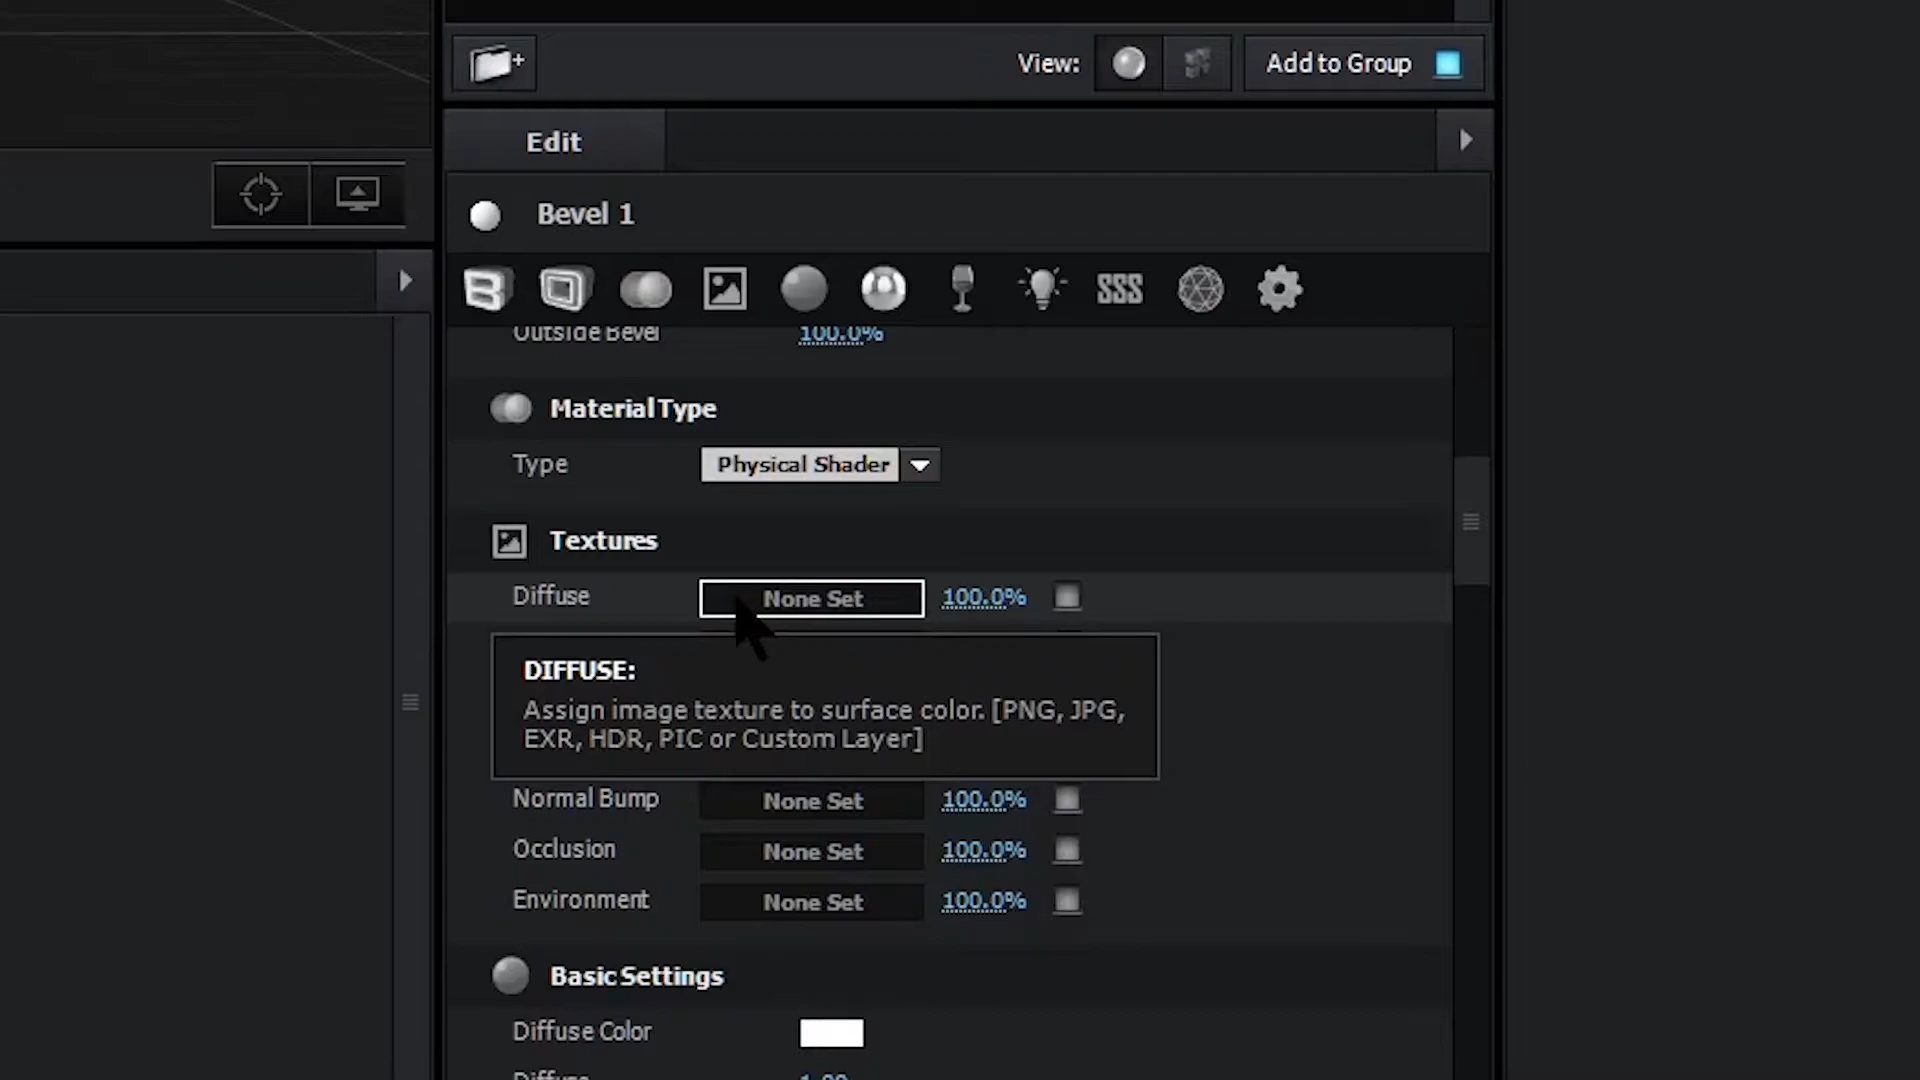 View:
Add to Group
Edit
Bevel 1
SSS
Outside Bevel 100.0%
Material Type
Type Physical Shader
Textures
Diffuse None Set 100.0%
DIFFUSE:
Assign image texture to surface color. [PNG, JPG,
EXR, HDR, PIC or Custom Layer]
Normal Bump None Set 100.0%
Occlusion None Set 100.0%
Environment None Set 100.0%
Basic Settings
Diffuse Color
Diffuse 1.00